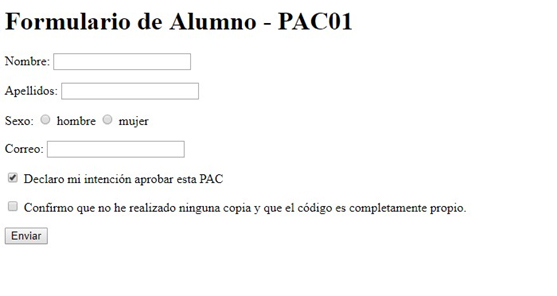 Formulario de Alumno - PAC01
Nombre:
Apellidos:
Sexo: hombre mujer
Correo:
Declaro mi intención aprobar esta PAC
Confirmo que no he realizado ninguna copia y que el código es completamente propio.
Enviar